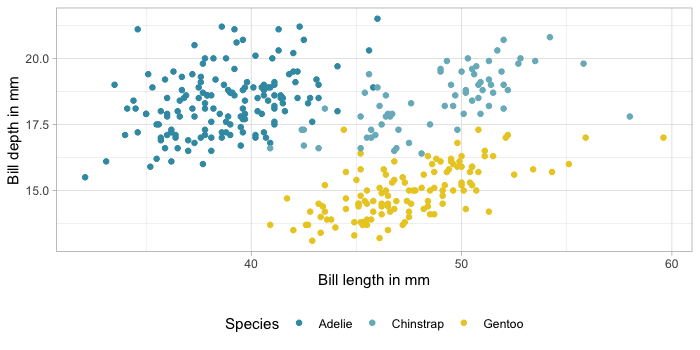 20.0
17.5
15.0
Bill depth in mm
40 50 60
Bill length in mm
Species Adelie Chinstrap Gentoo